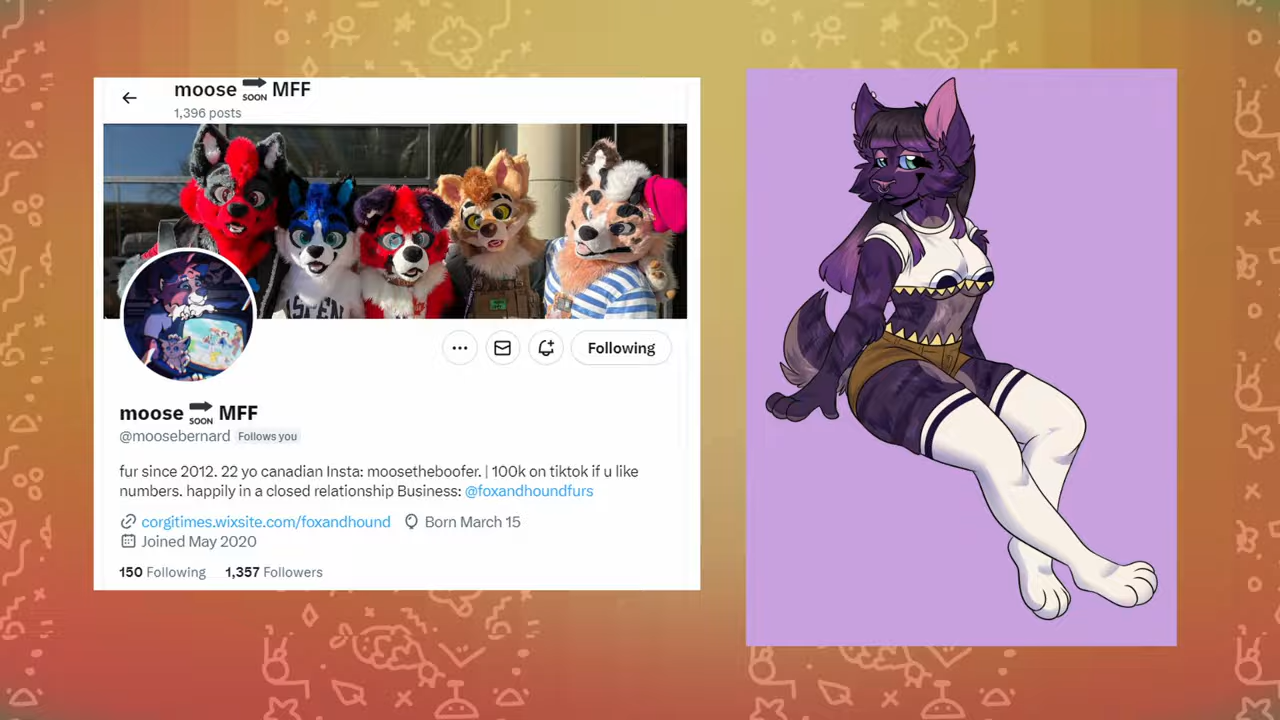 moose 🔜 MFF
1,396 posts
ASPEN
Following
moose 🔜 MFF
@moosebernard Follows you
fur since 2012. 22 yo canadian Insta: moosetheboofer. | 100k on tiktok if u like
numbers. happily in a closed relationship Business: @foxandhoundfurs
corgitimes.wixsite.com/foxandhound Born March 15
Joined May 2020
150 Following 1,357 Followers